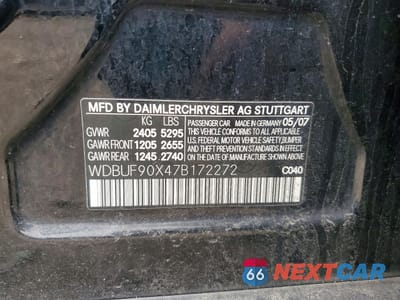 MFD BY DAIMLERCHRYSLER AG STUTTGART
KG LBS
GVWR 2405 5295
GAWR FRONT 1205 2655
GAWR REAR 1245 2740
PASSENGER CAR MADE IN GERMANY 05/07
THIS VEHICLE CONFORMS TO ALL
APPLICABLE U.S. FEDERAL MOTOR VEHICLE
SAFETY, BUMPER, AND THEFT PREVENTION
STANDARDS IN EFFECT ON THE DATE OF
MANUFACTURE SHOWN ABOVE
WDBUF90X47B172272 C040
66 NEXTCAR